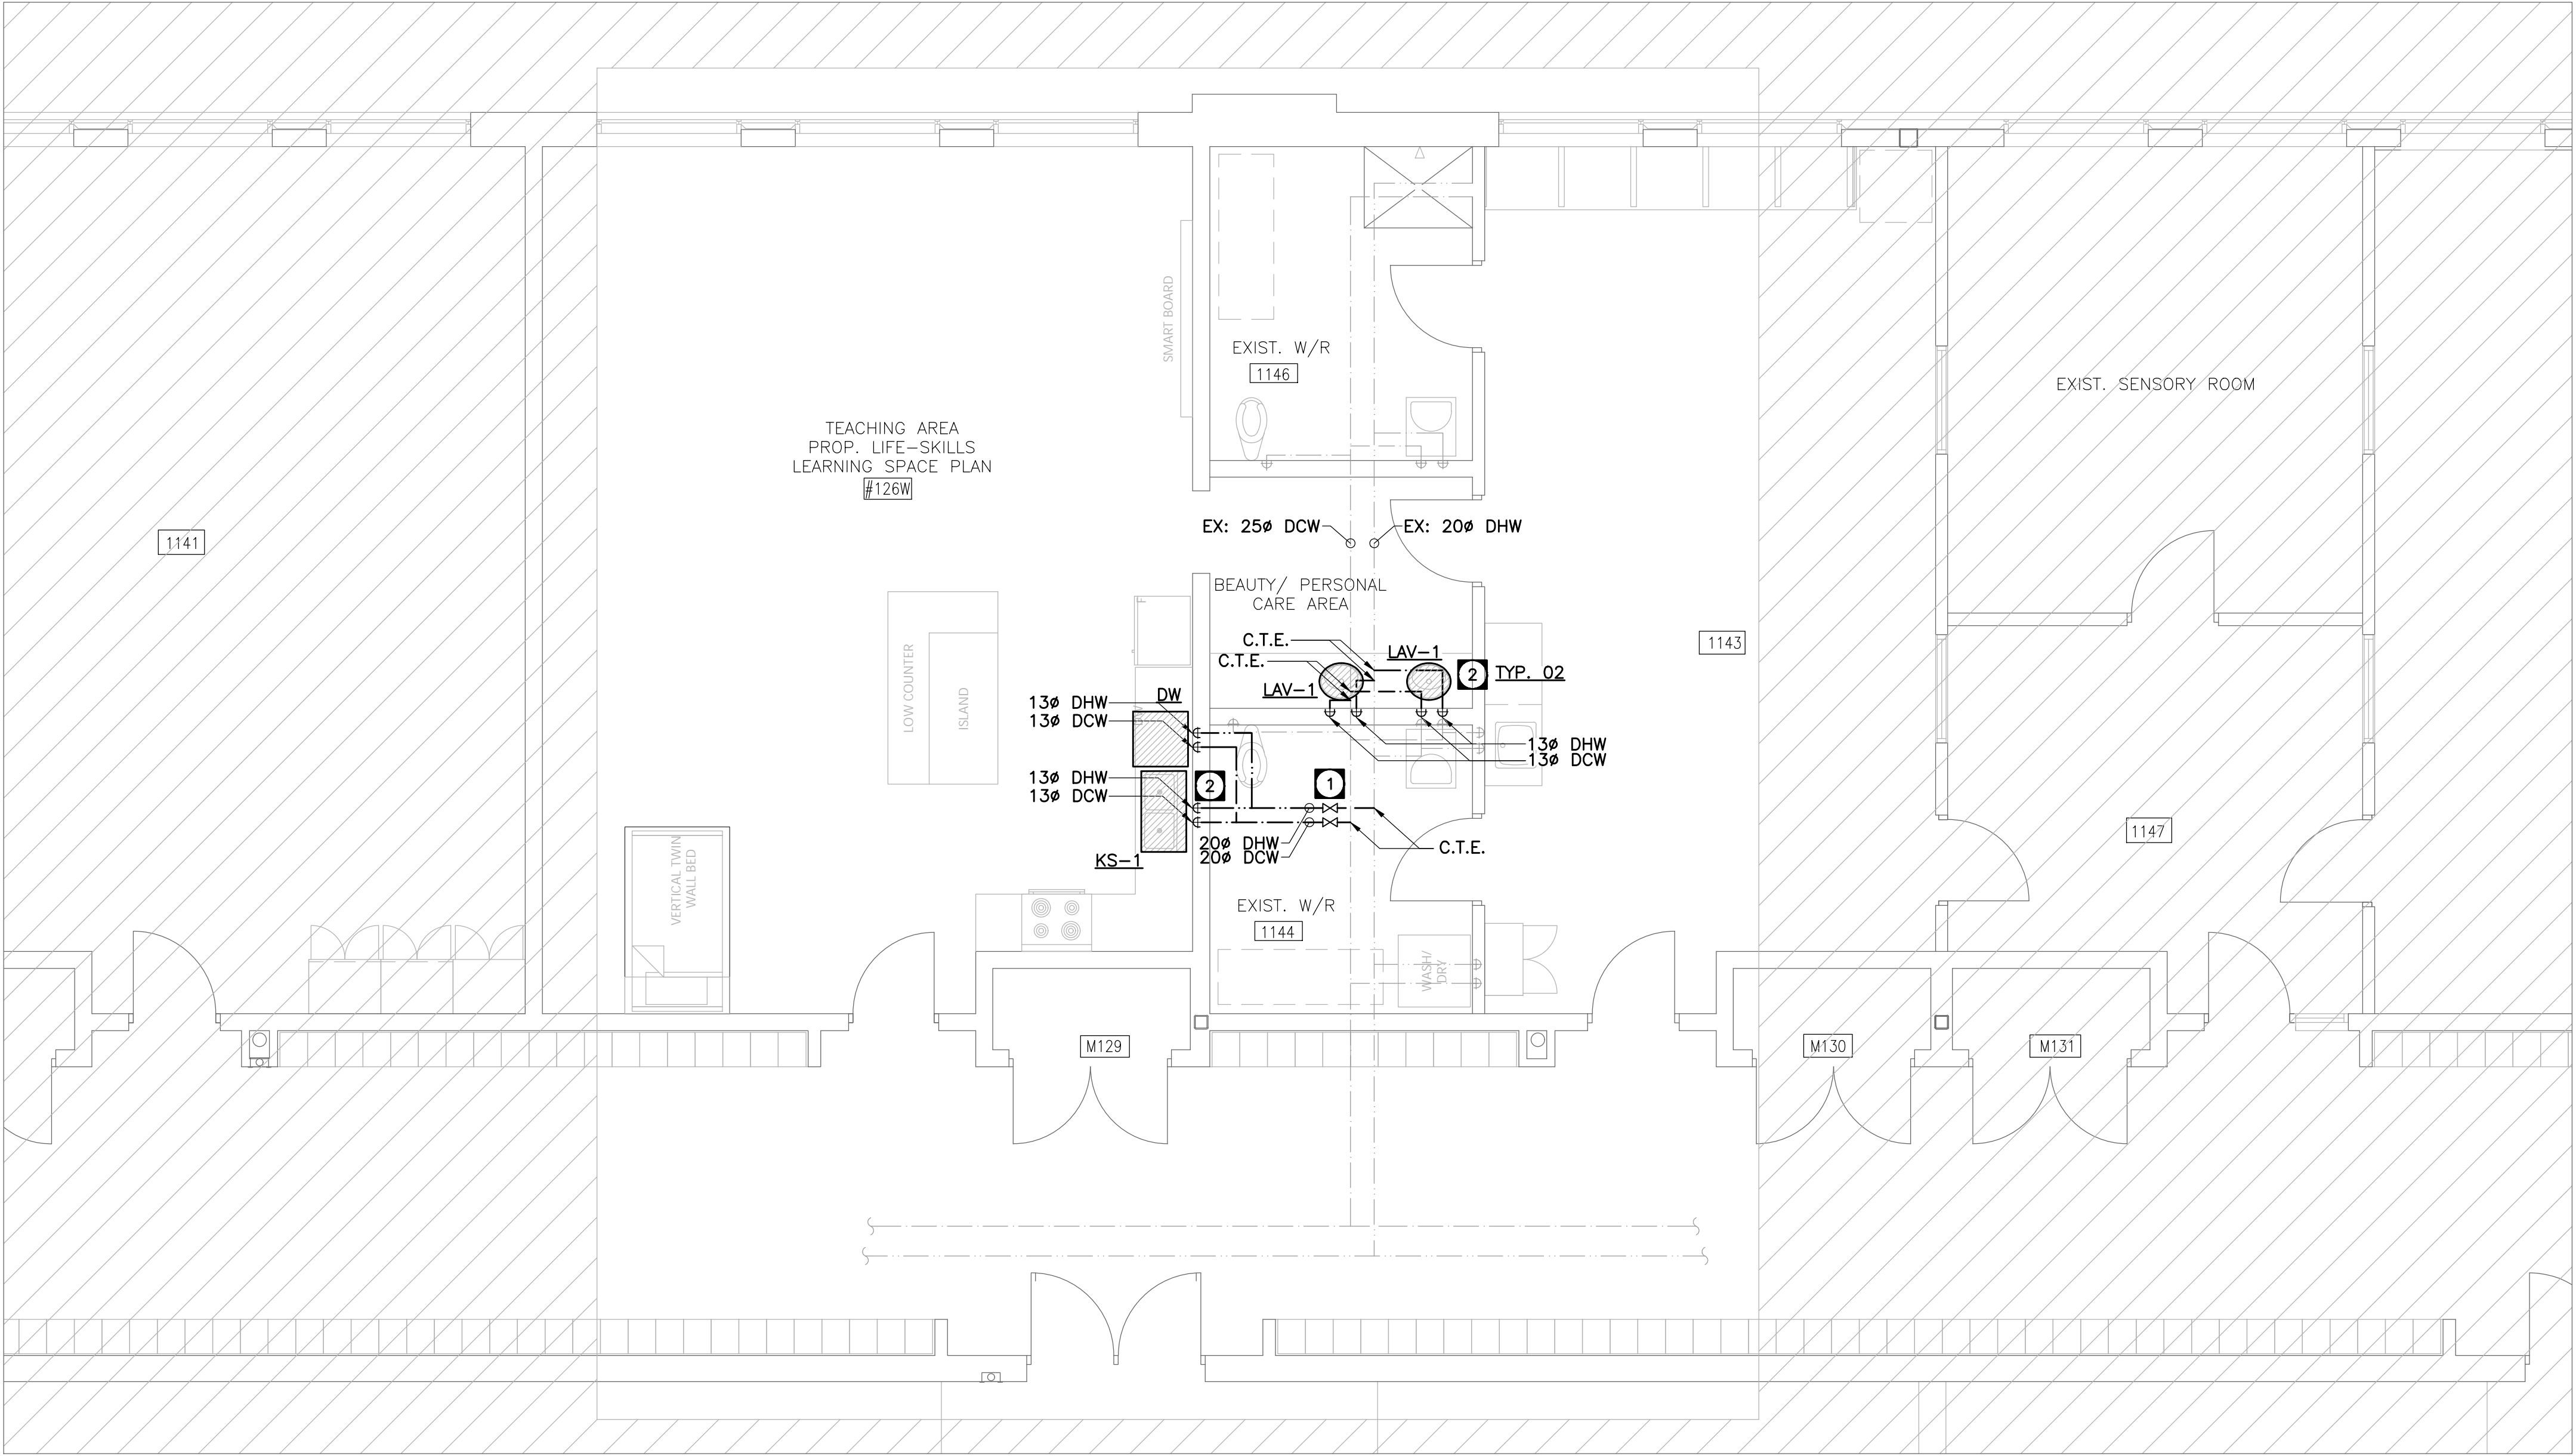 SMART BOARD
EXIST. W/R
1146
EXIST. SENSORY ROOM
TEACHING AREA
PROP. LIFE-SKILLS
LEARNING SPACE PLAN
#126W
1141
EX: 25ø DCW
EX: 20ø DHW
BEAUTY/ PERSONAL
CARE AREA
1143
C.T.E.
C.T.E.
LAV-1
2
TYP. 02
LAV-1
LOW COUNTER
ISLAND
DW
13ø DHW
13ø DCW
13ø DHW
13ø DCW
13ø DHW
13ø DCW
2
1
20ø DHW
20ø DCW
C.T.E.
KS-1
1147
VERTICAL TWIN
WALL BED
EXIST. W/R
1144
WASH/
DRY
M129
M130
M131